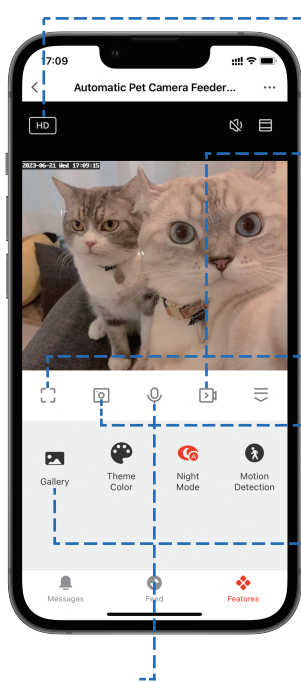 17:09
Automatic Pet Camera Feeder...
HD
2023-06-21 Wed 17:09:15
Gallery
Theme
Color
Night
Mode
Motion
Detection
Messages
Feed
Features